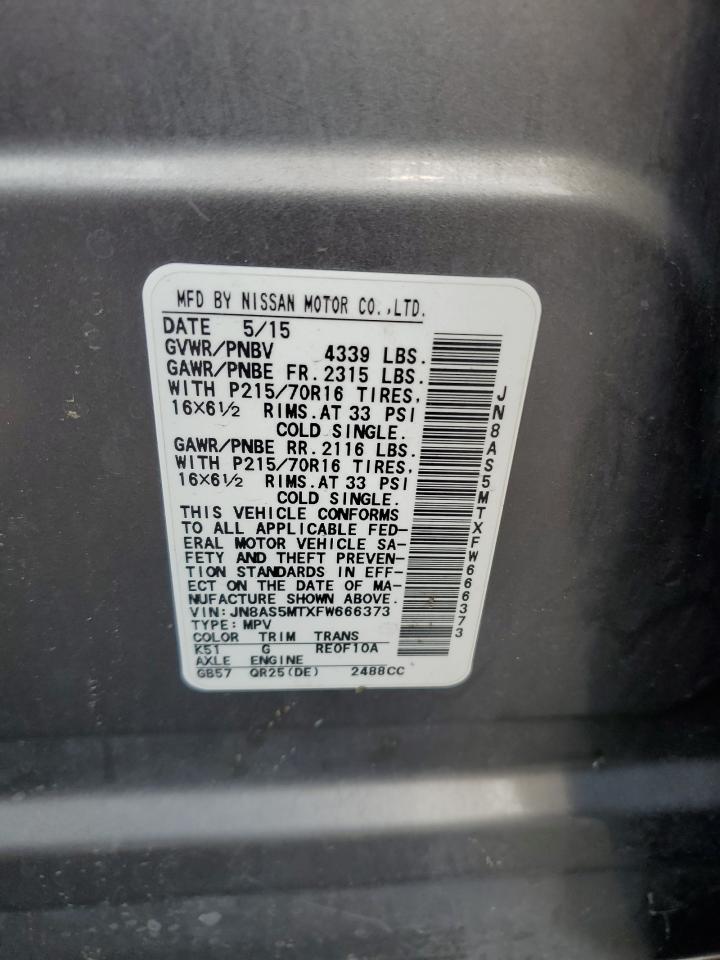 MFD BY NISSAN MOTOR CO.,LTD.
DATE 5/15
GVWR/PNBV 4339 LBS.
GAWR/PNBE FR.2315 LBS.
WITH P215/70R16 TIRES,
16×6½ RIMS.AT 33 PSI
COLD SINGLE.
GAWR/PNBE RR.2116 LBS.
WITH P215/70R16 TIRES,
16×6½ RIMS.AT 33 PSI
COLD SINGLE.
THIS VEHICLE CONFORMS
TO ALL APPLICABLE FED-
ERAL MOTOR VEHICLE SA-
FETY AND THEFT PREVEN-
TION STANDARDS IN EFF-
ECT ON THE DATE OF MA-
NUFACTURE SHOWN ABOVE.
VIN:JN8AS5MTXFW666373
TYPE:MPV
COLOR TRIM TRANS
K51 G RE0F10A
AXLE ENGINE
GB57 QR25(DE) 2488CC
JN8AS5MTXFW666373